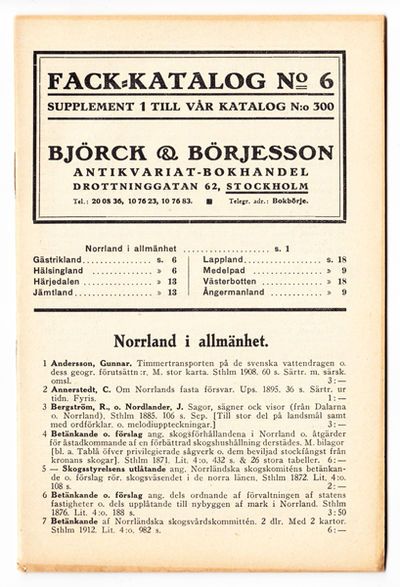 FACK-KATALOG No 6
SUPPLEMENT 1 TILL VÅR KATALOG N:o 300
BJÖRCK & BÖRJESSON
ANTIKVARIAT-BOKHANDEL
DROTTNINGGATAN 62, STOCKHOLM
Tel.: 20 08 36, 10 76 23, 10 76 83. ■ Telegr. adr.: Bokbörje.
Norrland i allmänhet ........................ s. 1
Gästrikland................ s. 6
Hälsingland ............... » 6
Härjedalen ................ » 13
Jämtland................... » 13
Lappland................... s. 18
Medelpad .................. » 9
Västerbotten .............. » 18
Ångermanland .............. » 9
Norrland i allmänhet.
1 Andersson, Gunnar. Timmertransporten på de svenska vattendragen o.
dess geogr. förutsättn:r, M. stor karta. Sthlm 1908. 60 s. Särtr. m. särsk.
omsl. 3: —
2 Annerstedt, C. Om Norrlands fasta försvar. Ups. 1895. 36 s. Särtr. ur
tidn. Fyris. 1: —
3 Bergström, R., o. Nordlander, J. Sagor, sägner ock visor (från Dalarna
o. Norrland). Sthlm 1885. 106 s. Sep. [Till stor del på landsmål samt
med ordförklar. o. melodiuppteckningar.] 3: —
4 Betänkande o. förslag ang. skogsförhållandena i Norrland o. åtgärder
för åstadkommande af en förbättrad skogshushållning derstädes. M. bilagor
[bl. a. Tablå öfver privilegierade sågverk o. dem beviljad stockfångst från
kronans skogar]. Sthlm 1871. Lit. 4:o. 432 s. & 26 stora tabeller. 6: —
5 — Skogsstyrelsens utlåtande ang. Norrländska skogskomiténs betänkan-
de o. förslag rör. skogsväsendet i de norra länen. Sthlm 1872. Lit. 4:o.
108 s. 2: —
6 Betänkande o. förslag ang. dels ordnande af förvaltningen af statens
fastigheter o. dels upplåtande till nybyggen af mark i Norrland. Sthlm
1876. Lit. 4:o. 188 s. 3: 50
7 Betänkande af Norrländska skogsvårdskommittén. 2 dlr. Med 2 kartor.
Sthlm 1912. Lit. 4:o. 982 s. 6: —